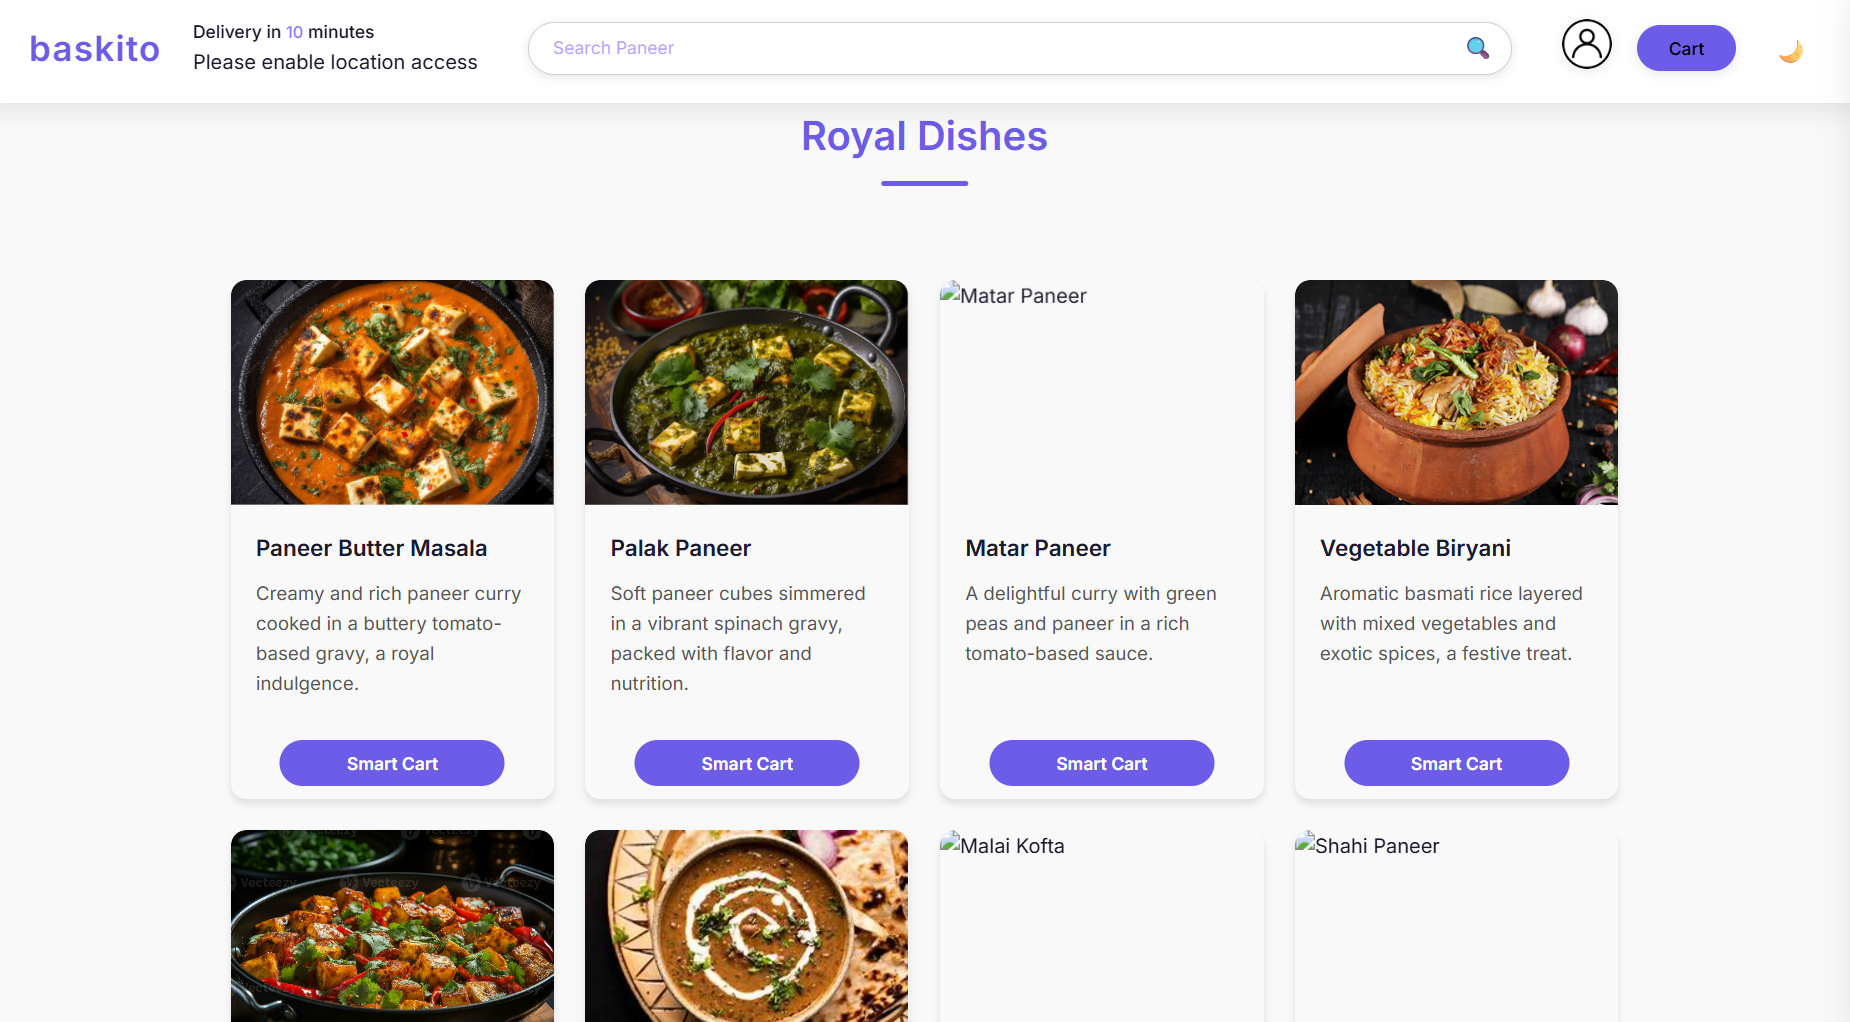 baskito
Delivery in 10 minutes
Please enable location access
Search Paneer
Cart
Royal Dishes
Matar Paneer
Paneer Butter Masala
Creamy and rich paneer curry
cooked in a buttery tomato-
based gravy, a royal
indulgence.
Smart Cart
Palak Paneer
Soft paneer cubes simmered
in a vibrant spinach gravy,
packed with flavor and
nutrition.
Smart Cart
Matar Paneer
A delightful curry with green
peas and paneer in a rich
tomato-based sauce.
Smart Cart
Vegetable Biryani
Aromatic basmati rice layered
with mixed vegetables and
exotic spices, a festive treat.
Smart Cart
Vecteezy
Vecteezy
Vecteezy
Malai Kofta
Shahi Paneer